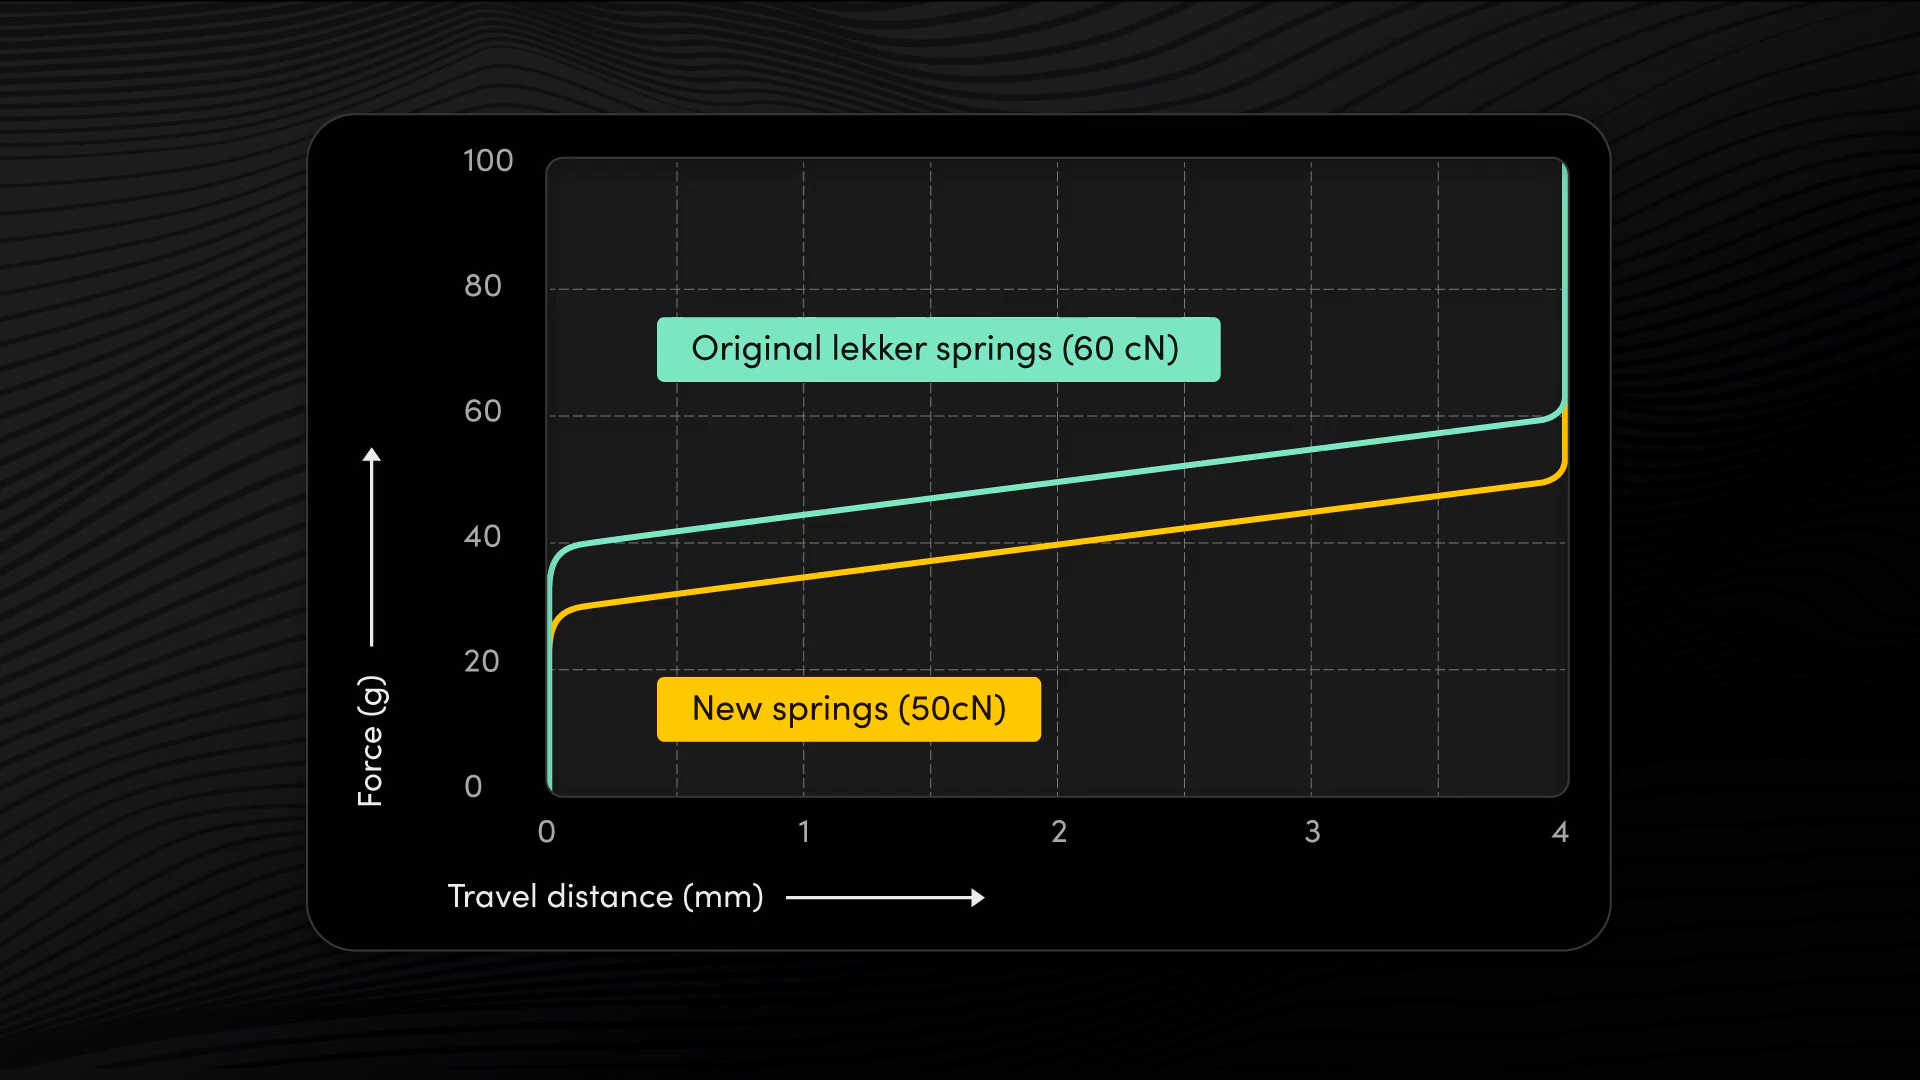 100
80
Original lekker springs (60 cN)
60
40
20
New springs (50cN)
0
Force (g)
0 1 2 3 4
Travel distance (mm)